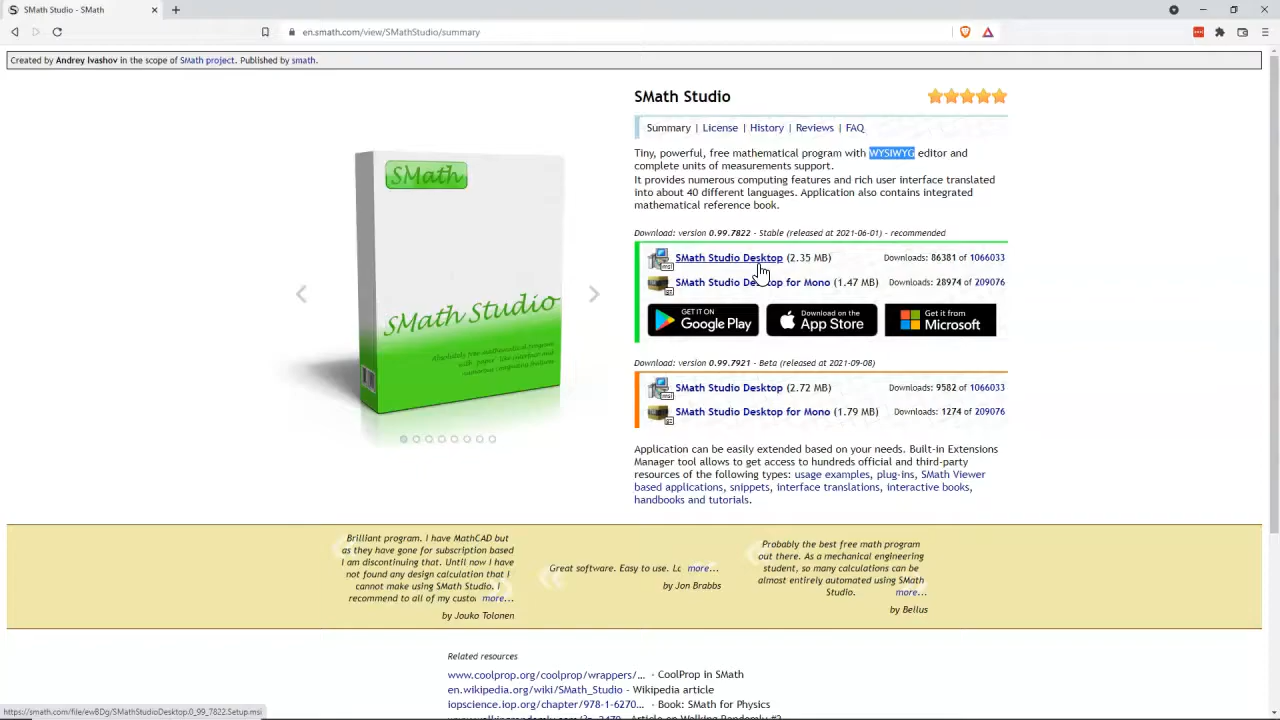 SMath Studio - SMath
en.smath.com/view/SMathStudio/summary
Created by Andrey Ivashov in the scope of SMath project. Published by smath.
SMath Studio
Summary | License | History | Reviews | FAQ
Tiny, powerful, free mathematical program with WYSIWYG editor and
complete units of measurements support.
It provides numerous computing features and rich user interface translated
into about 40 different languages. Application also contains integrated
mathematical reference book.
Download: version 0.99.7822 - Stable (released at 2021-06-01) - recommended
SMath Studio Desktop (2.35 MB) Downloads: 86381 of 1066033
SMath Studio Desktop for Mono (1.47 MB) Downloads: 28974 of 209076
GET IT ON
Google Play
Download on the
App Store
Get it from
Microsoft
Download: version 0.99.7921 - Beta (released at 2021-09-08)
SMath Studio Desktop (2.72 MB) Downloads: 9582 of 1066033
SMath Studio Desktop for Mono (1.79 MB) Downloads: 1274 of 209076
Application can be easily extended based on your needs. Built-in Extensions
Manager tool allows to get access to hundreds official and third-party
resources of the following types: usage examples, plug-ins, SMath Viewer
based applications, snippets, interface translations, interactive books,
handbooks and tutorials.
SMath
SMath Studio
Absolutely free mathematical program
with "paper" like interface and
numerous computing features
Brilliant program. I have MathCAD but
as they have gone for subscription based
I am discontinuing that. Until now I have
not found any design calculation that I
cannot make using SMath Studio. I
recommend to all of my custo more...
by Jouko Tolonen
Great software. Easy to use. Lo more...
by Jon Brabbs
Probably the best free math program
out there. As a mechanical engineering
student, so many calculations can be
almost entirely automated using SMath
Studio. more...
by Bellus
Related resources
www.coolprop.org/coolprop/wrappers/... - CoolProp in SMath
en.wikipedia.org/wiki/SMath_Studio - Wikipedia article
iopscience.iop.org/chapter/978-1-6270... - Book: SMath for Physics
https://smath.com/file/ewBDg/SMathStudioDesktop.0_99_7822.Setup.msi